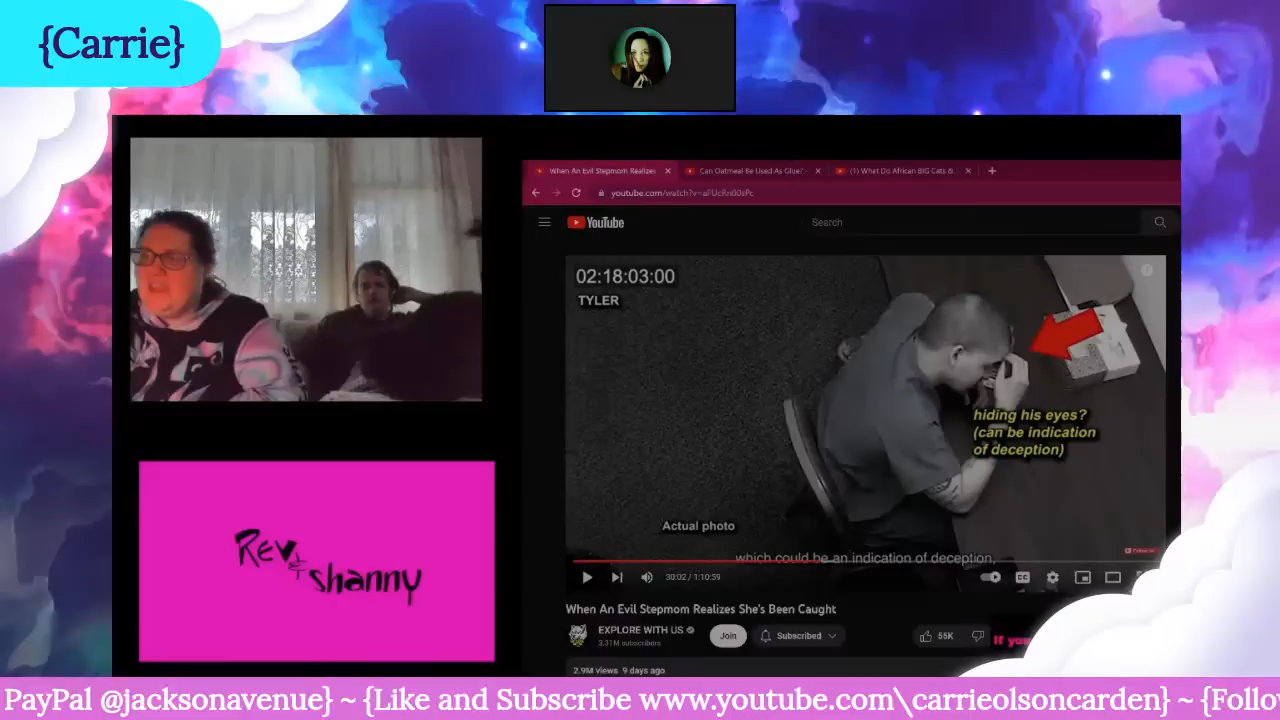 {Carrie}
When An Evil Stepmom Realizes
Can Oatmeal Be Used As Glue? -
(1) What Do African BIG Cats &
YouTube
Search
02:18:03:00
TYLER
hiding his eyes?
(can be indication
of deception)
Actual photo
which could be an indication of deception,
30:02 / 1:10:59
When An Evil Stepmom Realizes She's Been Caught
EXPLORE WITH US
3.31M subscribers
Join
Subscribed
55K
If you
2.9M views 9 days ago
Rev & shanny
PayPal @jacksonavenue} ~ {Like and Subscribe www.youtube.com\carrieolsoncarden} ~ {Follo